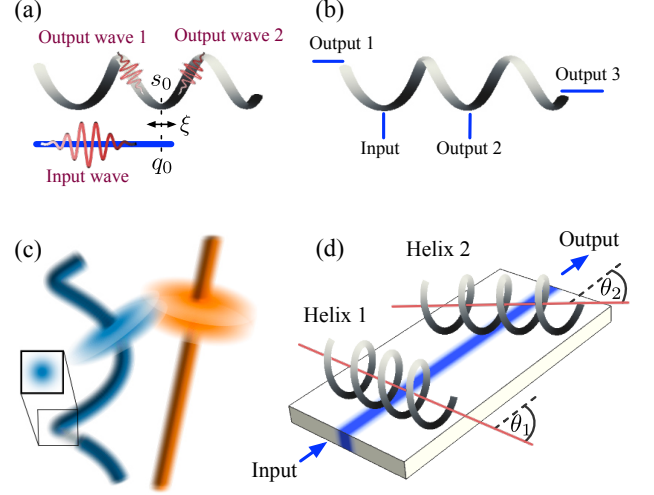 (a)
Output wave 1
Output wave 2
s₀
ξ
q₀
Input wave
(b)
Output 1
Output 3
Input
Output 2
(c)
(d)
Helix 2
Output
θ₂
Helix 1
θ₁
Input